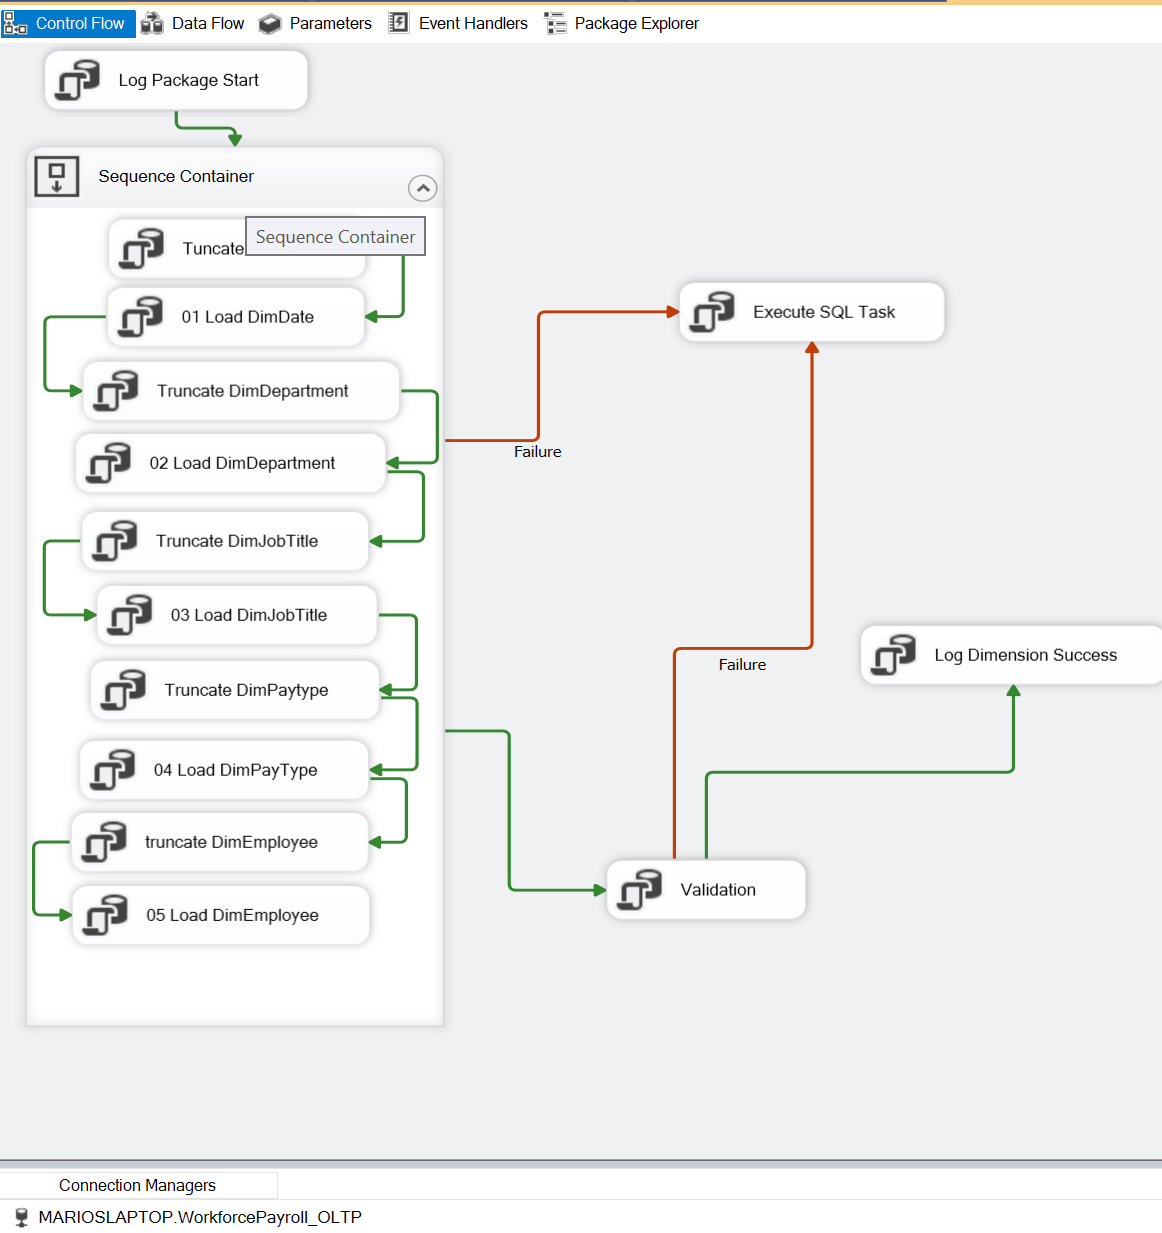 Control Flow
Data Flow
Parameters
Event Handlers
Package Explorer
Log Package Start
Sequence Container
Tuncate
Sequence Container
01 Load DimDate
Execute SQL Task
Truncate DimDepartment
Failure
02 Load DimDepartment
Truncate DimJobTitle
03 Load DimJobTitle
Failure
Log Dimension Success
Truncate DimPaytype
04 Load DimPayType
truncate DimEmployee
Validation
05 Load DimEmployee
Connection Managers
MARIOSLAPTOP.WorkforcePayroll_OLTP